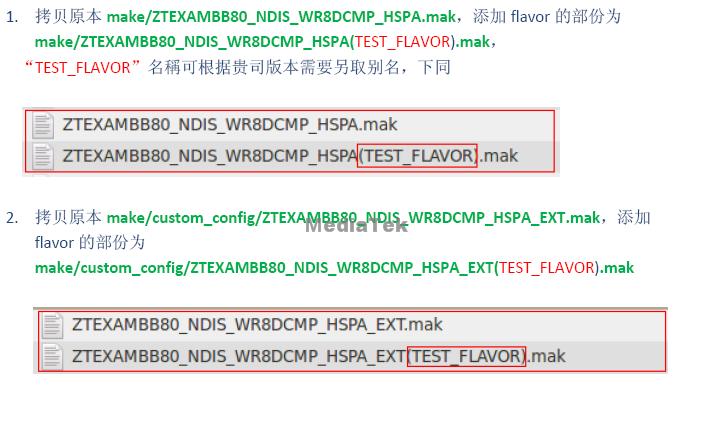 1. 拷贝原本 make/ZTEXAMBB80_NDIS_WR8DCMP_HSPA.mak，添加 flavor 的部份为
make/ZTEXAMBB80_NDIS_WR8DCMP_HSPA(TEST_FLAVOR).mak，
“TEST_FLAVOR”名稱可根据贵司版本需要另取别名，下同
ZTEXAMBB80_NDIS_WR8DCMP_HSPA.mak
ZTEXAMBB80_NDIS_WR8DCMP_HSPA(TEST_FLAVOR).mak
2. 拷贝原本 make/custom_config/ZTEXAMBB80_NDIS_WR8DCMP_HSPA_EXT.mak，添加
MediaTek
flavor 的部份为
make/custom_config/ZTEXAMBB80_NDIS_WR8DCMP_HSPA_EXT(TEST_FLAVOR).mak
ZTEXAMBB80_NDIS_WR8DCMP_HSPA_EXT.mak
ZTEXAMBB80_NDIS_WR8DCMP_HSPA_EXT(TEST_FLAVOR).mak